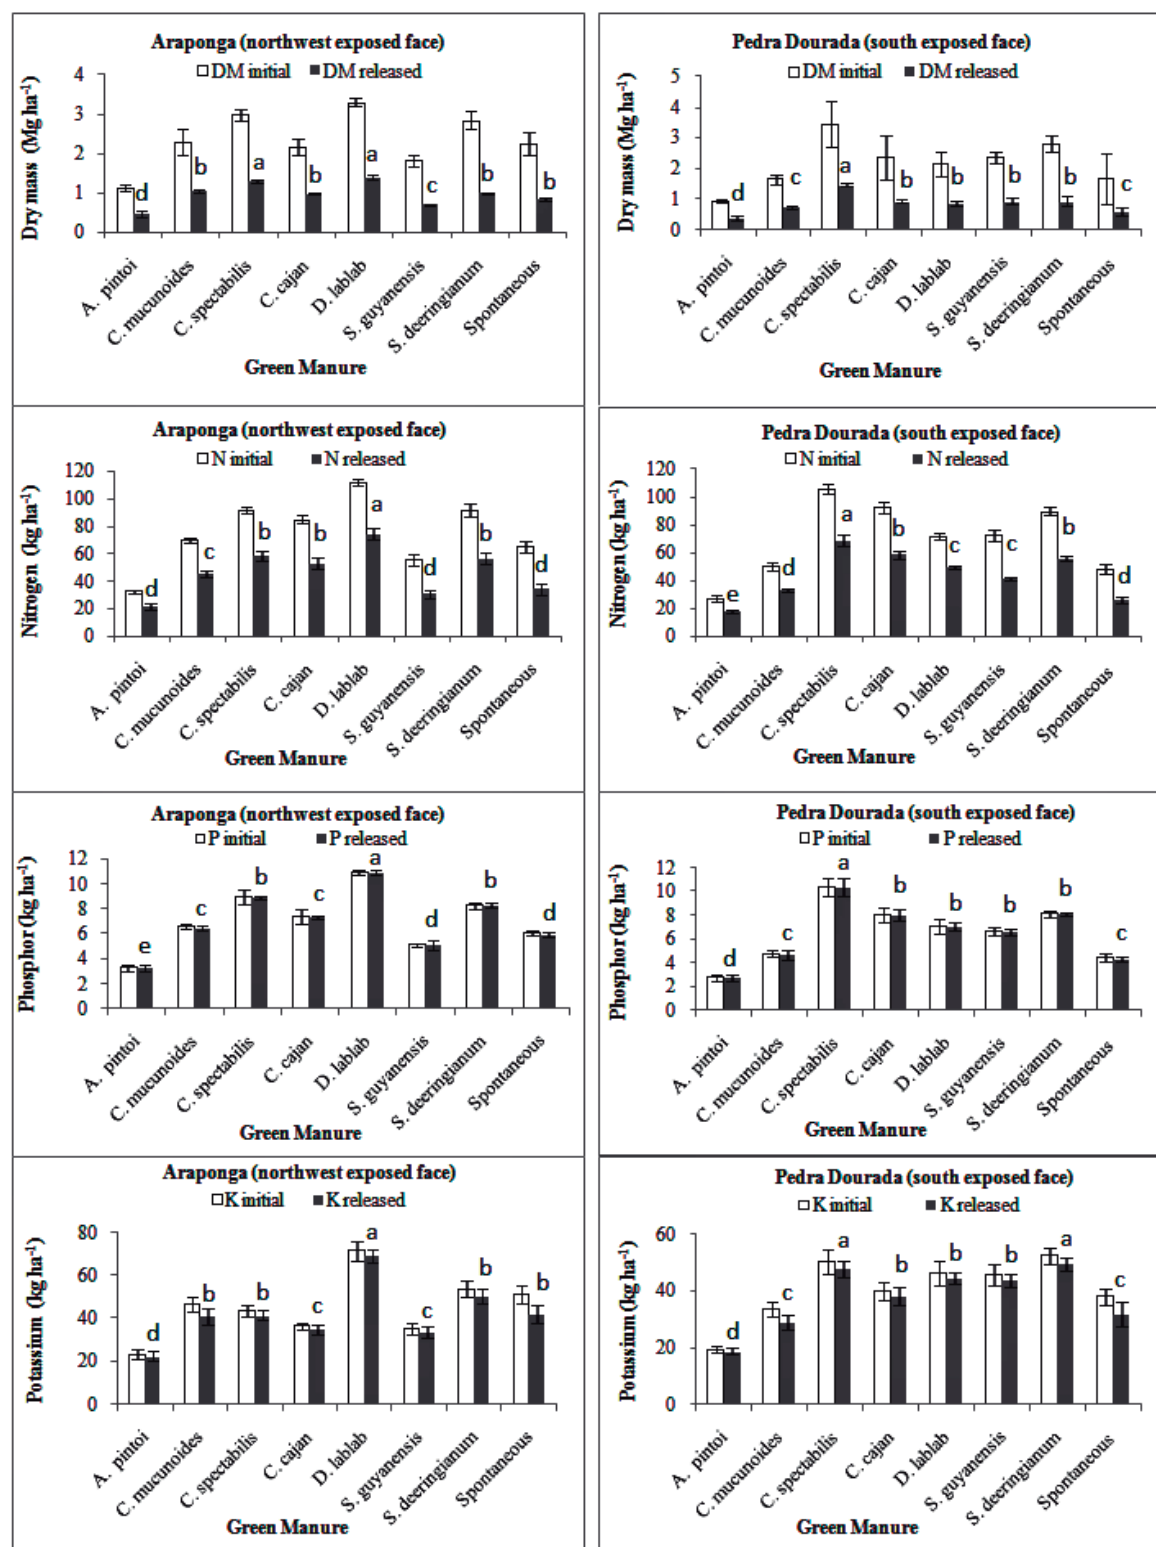 Araponga (northwest exposed face)
DM initial DM released
Dry mass (Mg ha⁻¹)
4
3
2
1
0
d b a b a c b b
A. pintoi
C. mucunoides
C. spectabilis
C. cajan
D. lablab
S. guyanensis
S. deeringianum
Spontaneous
Green Manure
Pedra Dourada (south exposed face)
DM initial DM released
Dry mass (Mg ha⁻¹)
5
4
3
2
1
0
d c a b b b b c
A. pintoi
C. mucunoides
C. spectabilis
C. cajan
D. lablab
S. guyanensis
S. deeringianum
Spontaneous
Green Manure
Araponga (northwest exposed face)
N initial N released
Nitrogen (kg ha⁻¹)
120
100
80
60
40
20
0
d c b b a d b d
A. pintoi
C. mucunoides
C. spectabilis
C. cajan
D. lablab
S. guyanensis
S. deeringianum
Spontaneous
Green Manure
Pedra Dourada (south exposed face)
N initial N released
Nitrogen (kg ha⁻¹)
120
100
80
60
40
20
0
e d a b c c b d
A. pintoi
C. mucunoides
C. spectabilis
C. cajan
D. lablab
S. guyanensis
S. deeringianum
Spontaneous
Green Manure
Araponga (northwest exposed face)
P initial P released
Phosphor (kg ha⁻¹)
12
10
8
6
4
2
0
e c b c a d b d
A. pintoi
C. mucunoides
C. spectabilis
C. cajan
D. lablab
S. guyanensis
S. deeringianum
Spontaneous
Green Manure
Pedra Dourada (south exposed face)
P initial P released
Phosphor (kg ha⁻¹)
12
10
8
6
4
2
0
d c a b b b b c
A. pintoi
C. mucunoides
C. spectabilis
C. cajan
D. lablab
S. guyanensis
S. deeringianum
Spontaneous
Green Manure
Araponga (northwest exposed face)
K initial K released
Potassium (kg ha⁻¹)
80
60
40
20
0
d b b c a c b b
A. pintoi
C. mucunoides
C. spectabilis
C. cajan
D. lablab
S. guyanensis
S. deeringianum
Spontaneous
Green Manure
Pedra Dourada (south exposed face)
K initial K released
Potassium (kg ha⁻¹)
60
40
20
0
d c a b b b a c
A. pintoi
C. mucunoides
C. spectabilis
C. cajan
D. lablab
S. guyanensis
S. deeringianum
Spontaneous
Green Manure